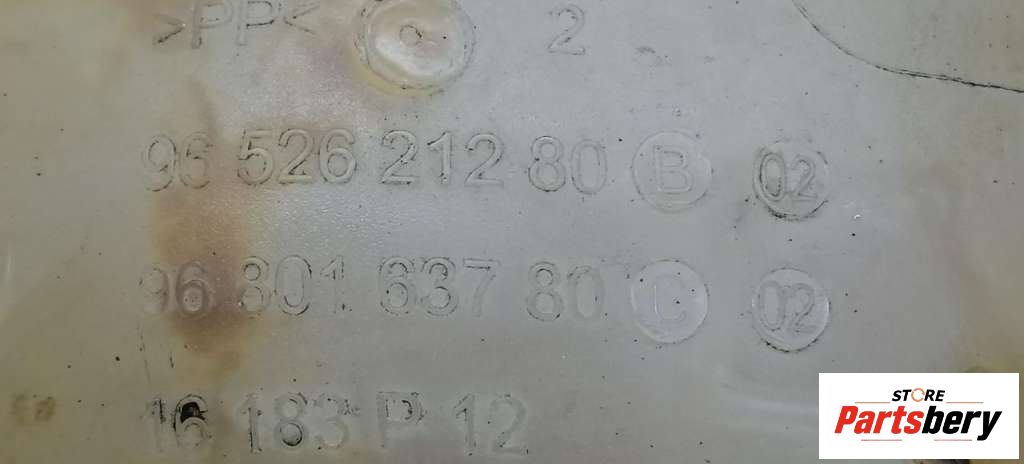 >PP< 2
96 526 212 80 B 02
96 801 637 80 C 02
16 183 P 12
STORE
Partsbery